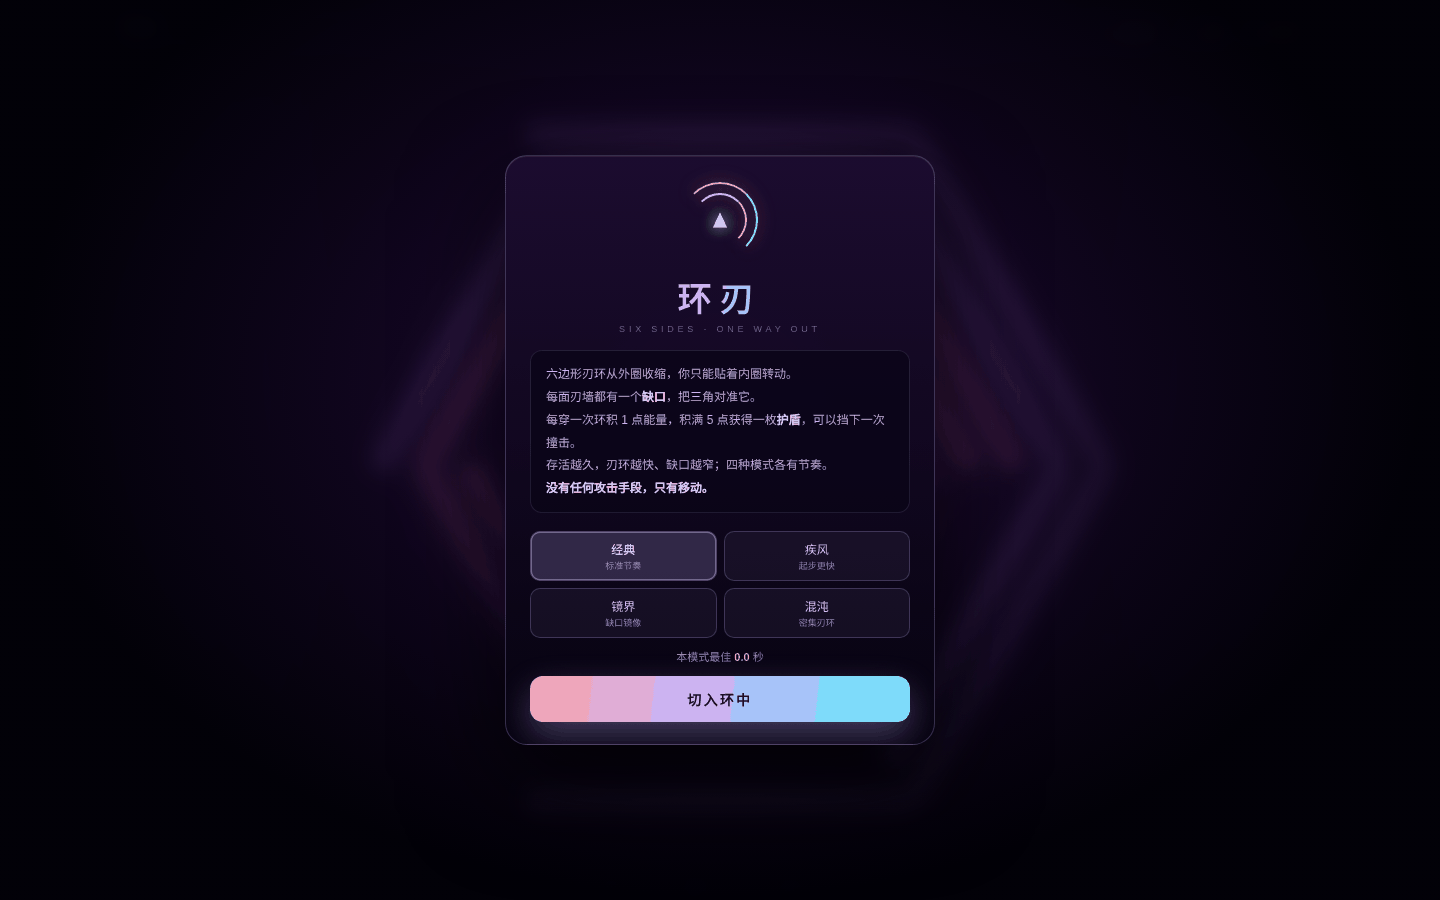 环刃
SIX SIDES · ONE WAY OUT
六边形刃环从外圈收缩，你只能贴着内圈转动。
每面刃墙都有一个缺口，把三角对准它。
每穿一次环积 1 点能量，积满 5 点获得一枚护盾，可以挡下一次
撞击。
存活越久，刃环越快、缺口越窄；四种模式各有节奏。
没有任何攻击手段，只有移动。
经典
标准节奏
疾风
起步更快
镜界
缺口镜像
混沌
密集刃环
本模式最佳 0.0 秒
切入环中